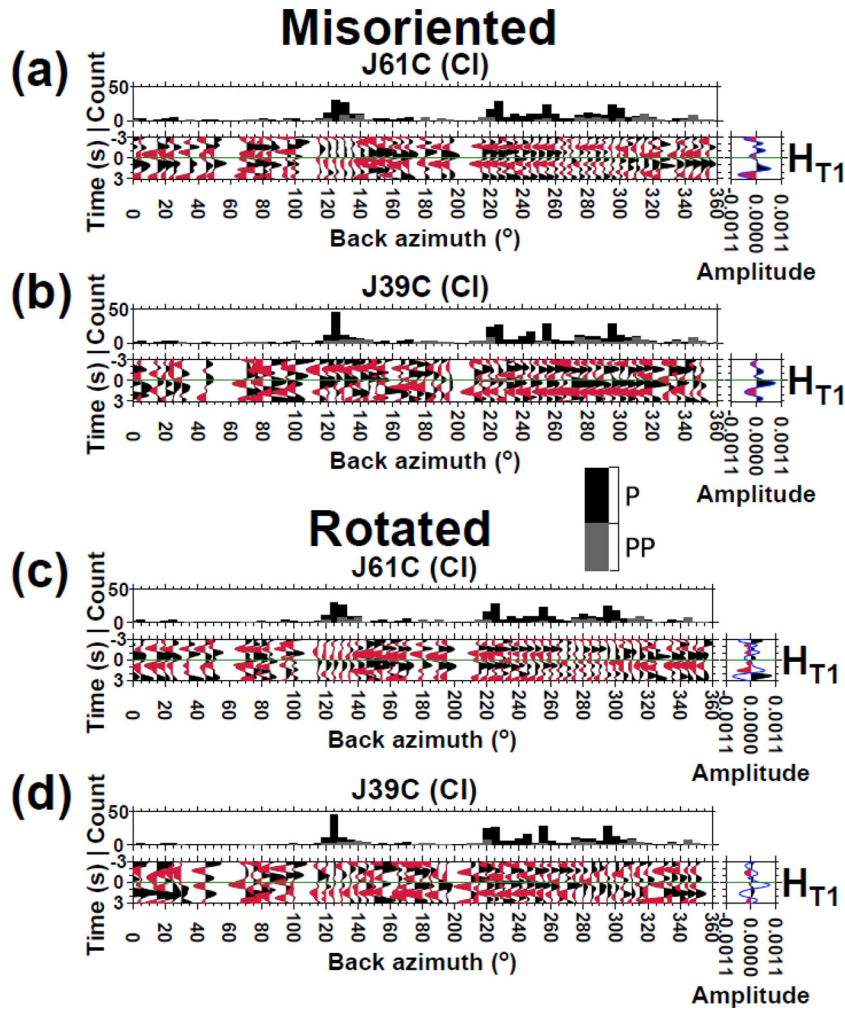 Misoriented
(a)
J61C (CI)
Time (s) | Count
50
0
-3
0
3
0 20 40 60 80 100 120 140 160 180 200 220 240 260 280 300 320 340 360
Back azimuth (°)
-0.0011 0.0000 0.0011
Amplitude
HT1
(b)
J39C (CI)
Time (s) | Count
50
0
-3
0
3
0 20 40 60 80 100 120 140 160 180 200 220 240 260 280 300 320 340 360
Back azimuth (°)
-0.0011 0.0000 0.0011
Amplitude
HT1
P
PP
Rotated
(c)
J61C (CI)
Time (s) | Count
50
0
-3
0
3
0 20 40 60 80 100 120 140 160 180 200 220 240 260 280 300 320 340 360
Back azimuth (°)
-0.0011 0.0000 0.0011
Amplitude
HT1
(d)
J39C (CI)
Time (s) | Count
50
0
-3
0
3
0 20 40 60 80 100 120 140 160 180 200 220 240 260 280 300 320 340 360
Back azimuth (°)
-0.0011 0.0000 0.0011
Amplitude
HT1